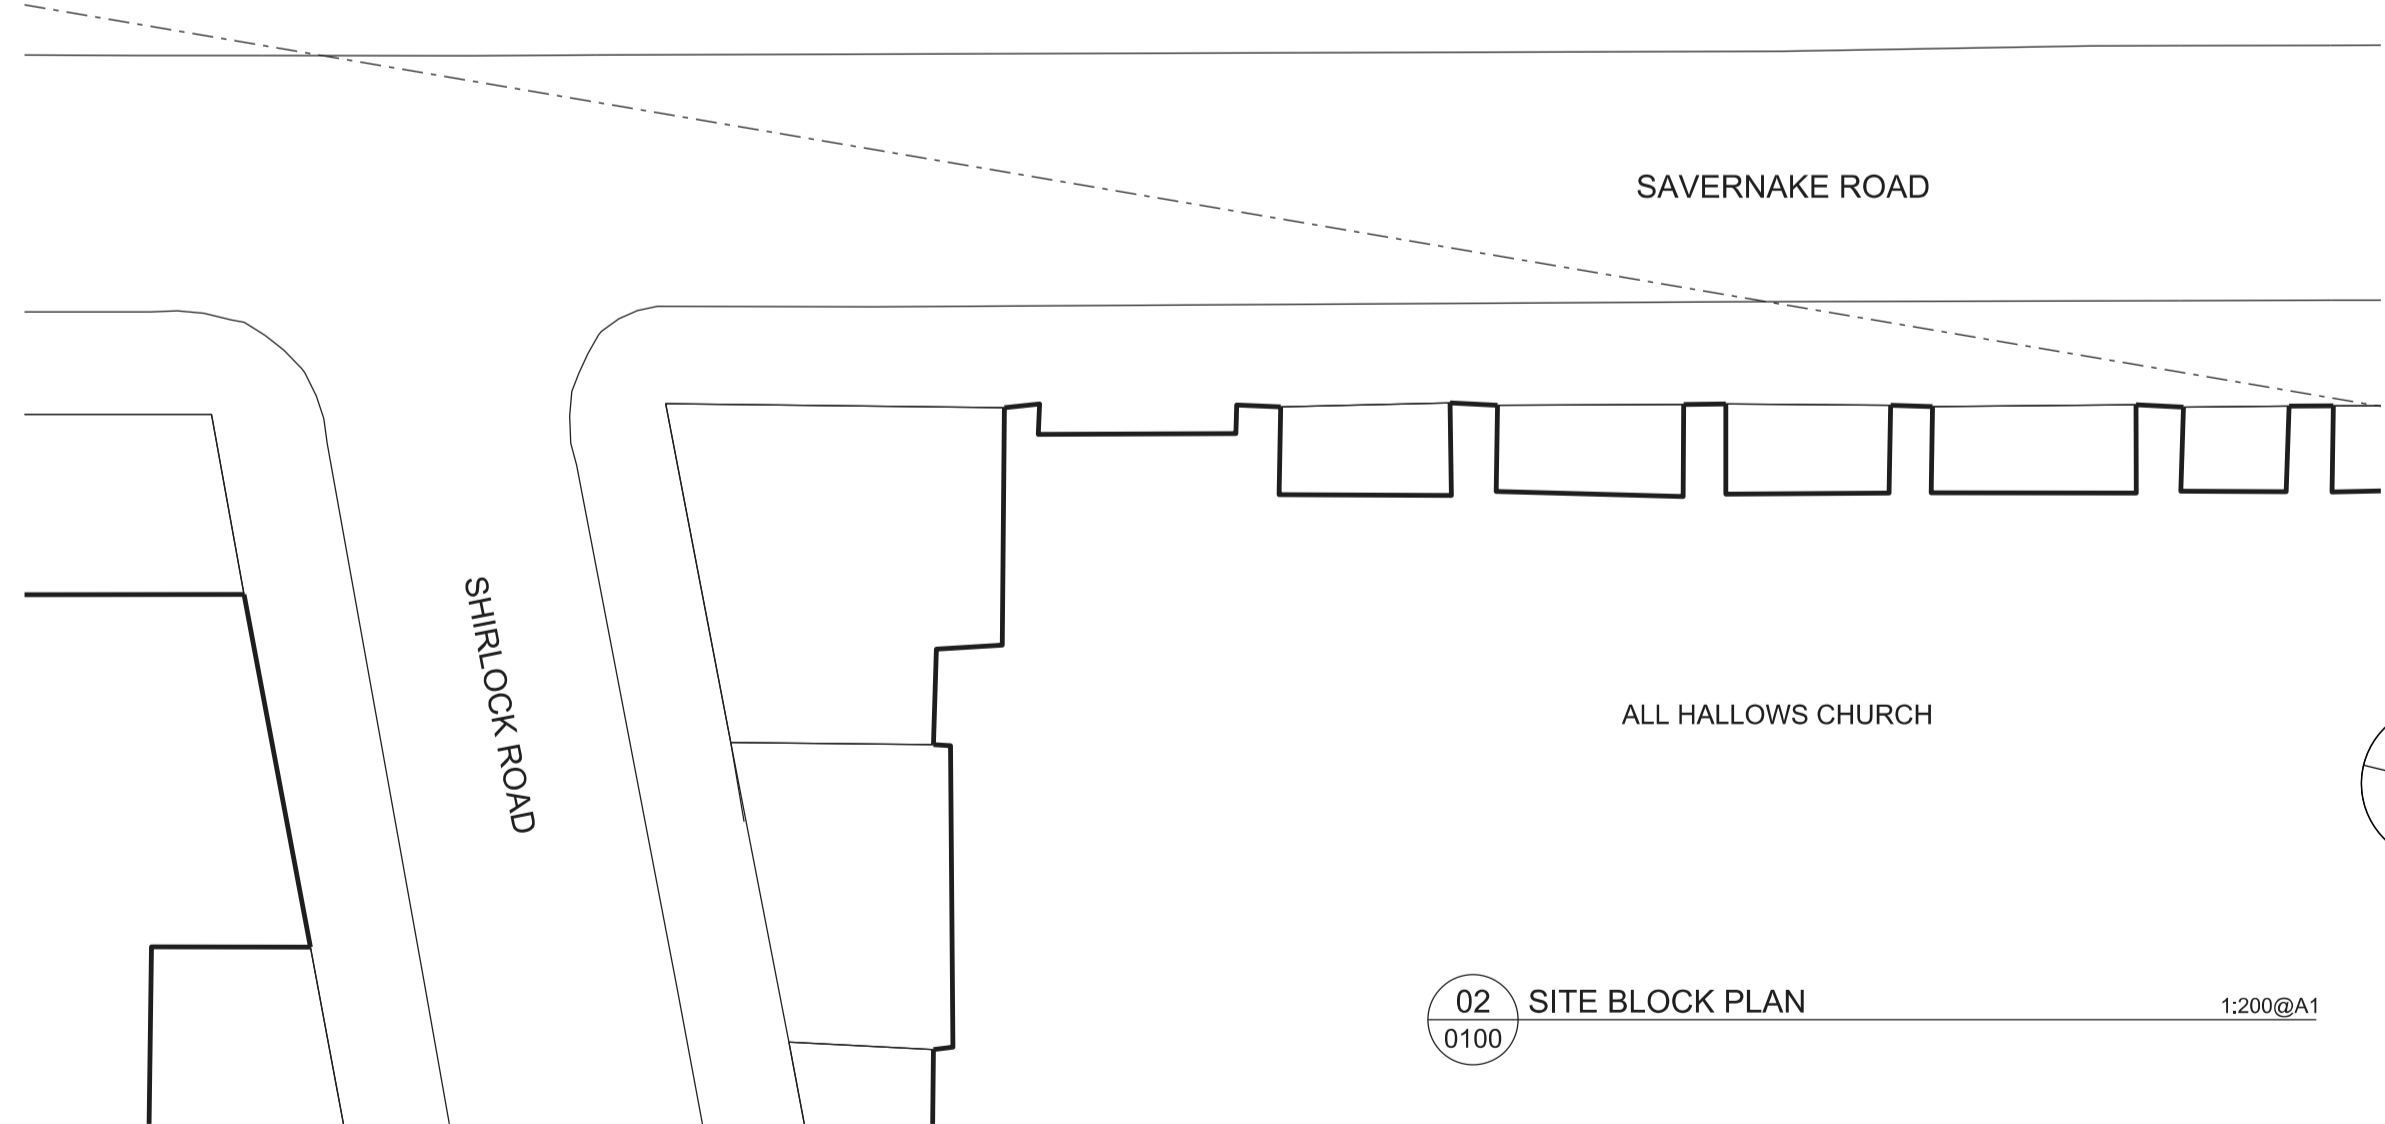 SAVERNAKE ROAD
SHIRLOCK ROAD
ALL HALLOWS CHURCH
02 SITE BLOCK PLAN 1:200@A1
0100